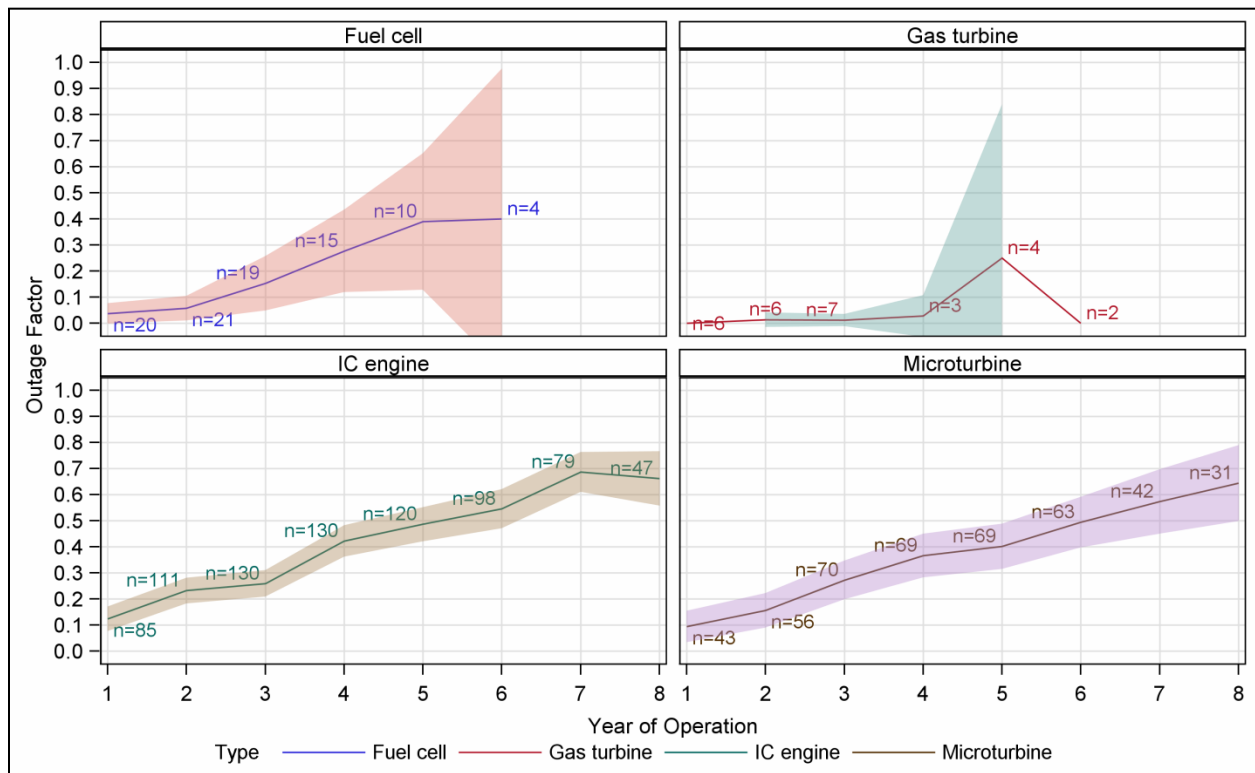 Fuel cell
Gas turbine
1.0
0.9
0.8
0.7
0.6
0.5
0.4
0.3
0.2
0.1
0.0
n=20
n=21
n=19
n=15
n=10
n=4
n=6
n=6
n=7
n=3
n=4
n=2
Outage Factor
IC engine
Microturbine
1.0
0.9
0.8
0.7
0.6
0.5
0.4
0.3
0.2
0.1
0.0
n=85
n=111
n=130
n=130
n=120
n=98
n=79
n=47
n=43
n=56
n=70
n=69
n=69
n=63
n=42
n=31
1 2 3 4 5 6 7 8 1 2 3 4 5 6 7 8
Year of Operation
Type Fuel cell Gas turbine IC engine Microturbine